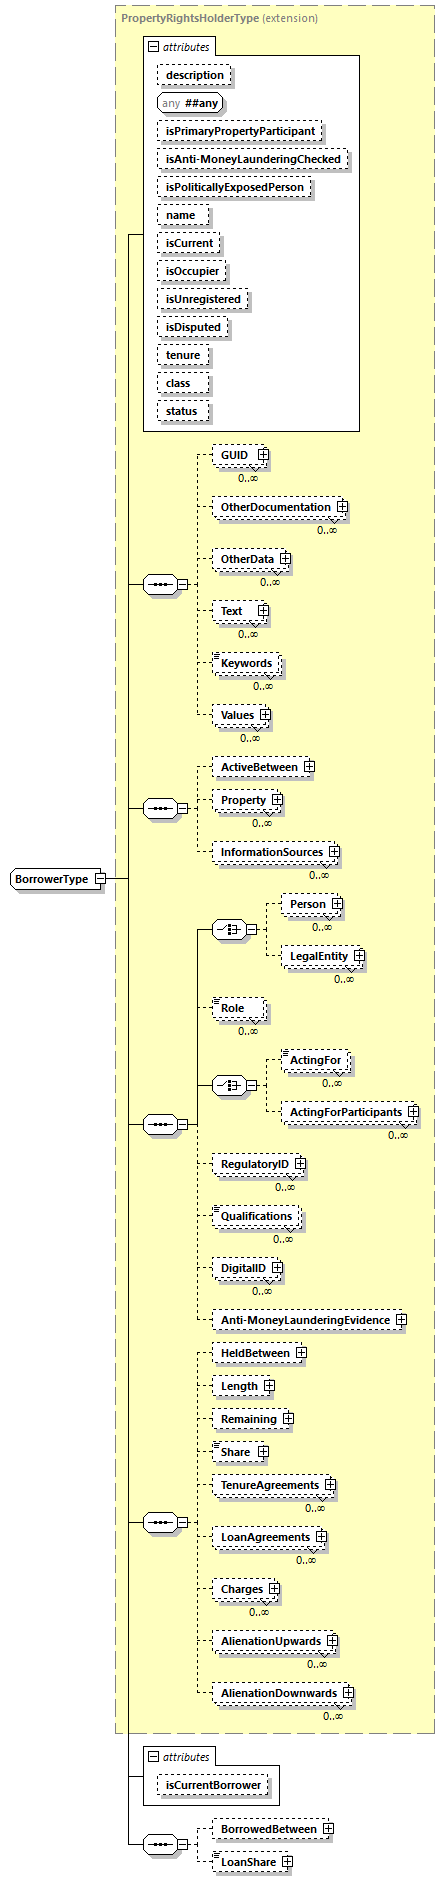 PropertyRightsHolderType (extension)
attributes
description
any ##any
isPrimaryPropertyParticipant
isAnti-MoneyLaunderingChecked
isPoliticallyExposedPerson
name
isCurrent
isOccupier
isUnregistered
isDisputed
tenure
class
status
GUID
0..∞
OtherDocumentation
0..∞
OtherData
0..∞
Text
0..∞
Keywords
0..∞
Values
0..∞
ActiveBetween
Property
0..∞
InformationSources
0..∞
BorrowerType
Person
0..∞
LegalEntity
0..∞
Role
0..∞
ActingFor
0..∞
ActingForParticipants
0..∞
RegulatoryID
0..∞
Qualifications
0..∞
DigitalID
0..∞
Anti-MoneyLaunderingEvidence
HeldBetween
Length
Remaining
Share
TenureAgreements
0..∞
LoanAgreements
0..∞
Charges
0..∞
AlienationUpwards
0..∞
AlienationDownwards
0..∞
attributes
isCurrentBorrower
BorrowedBetween
LoanShare